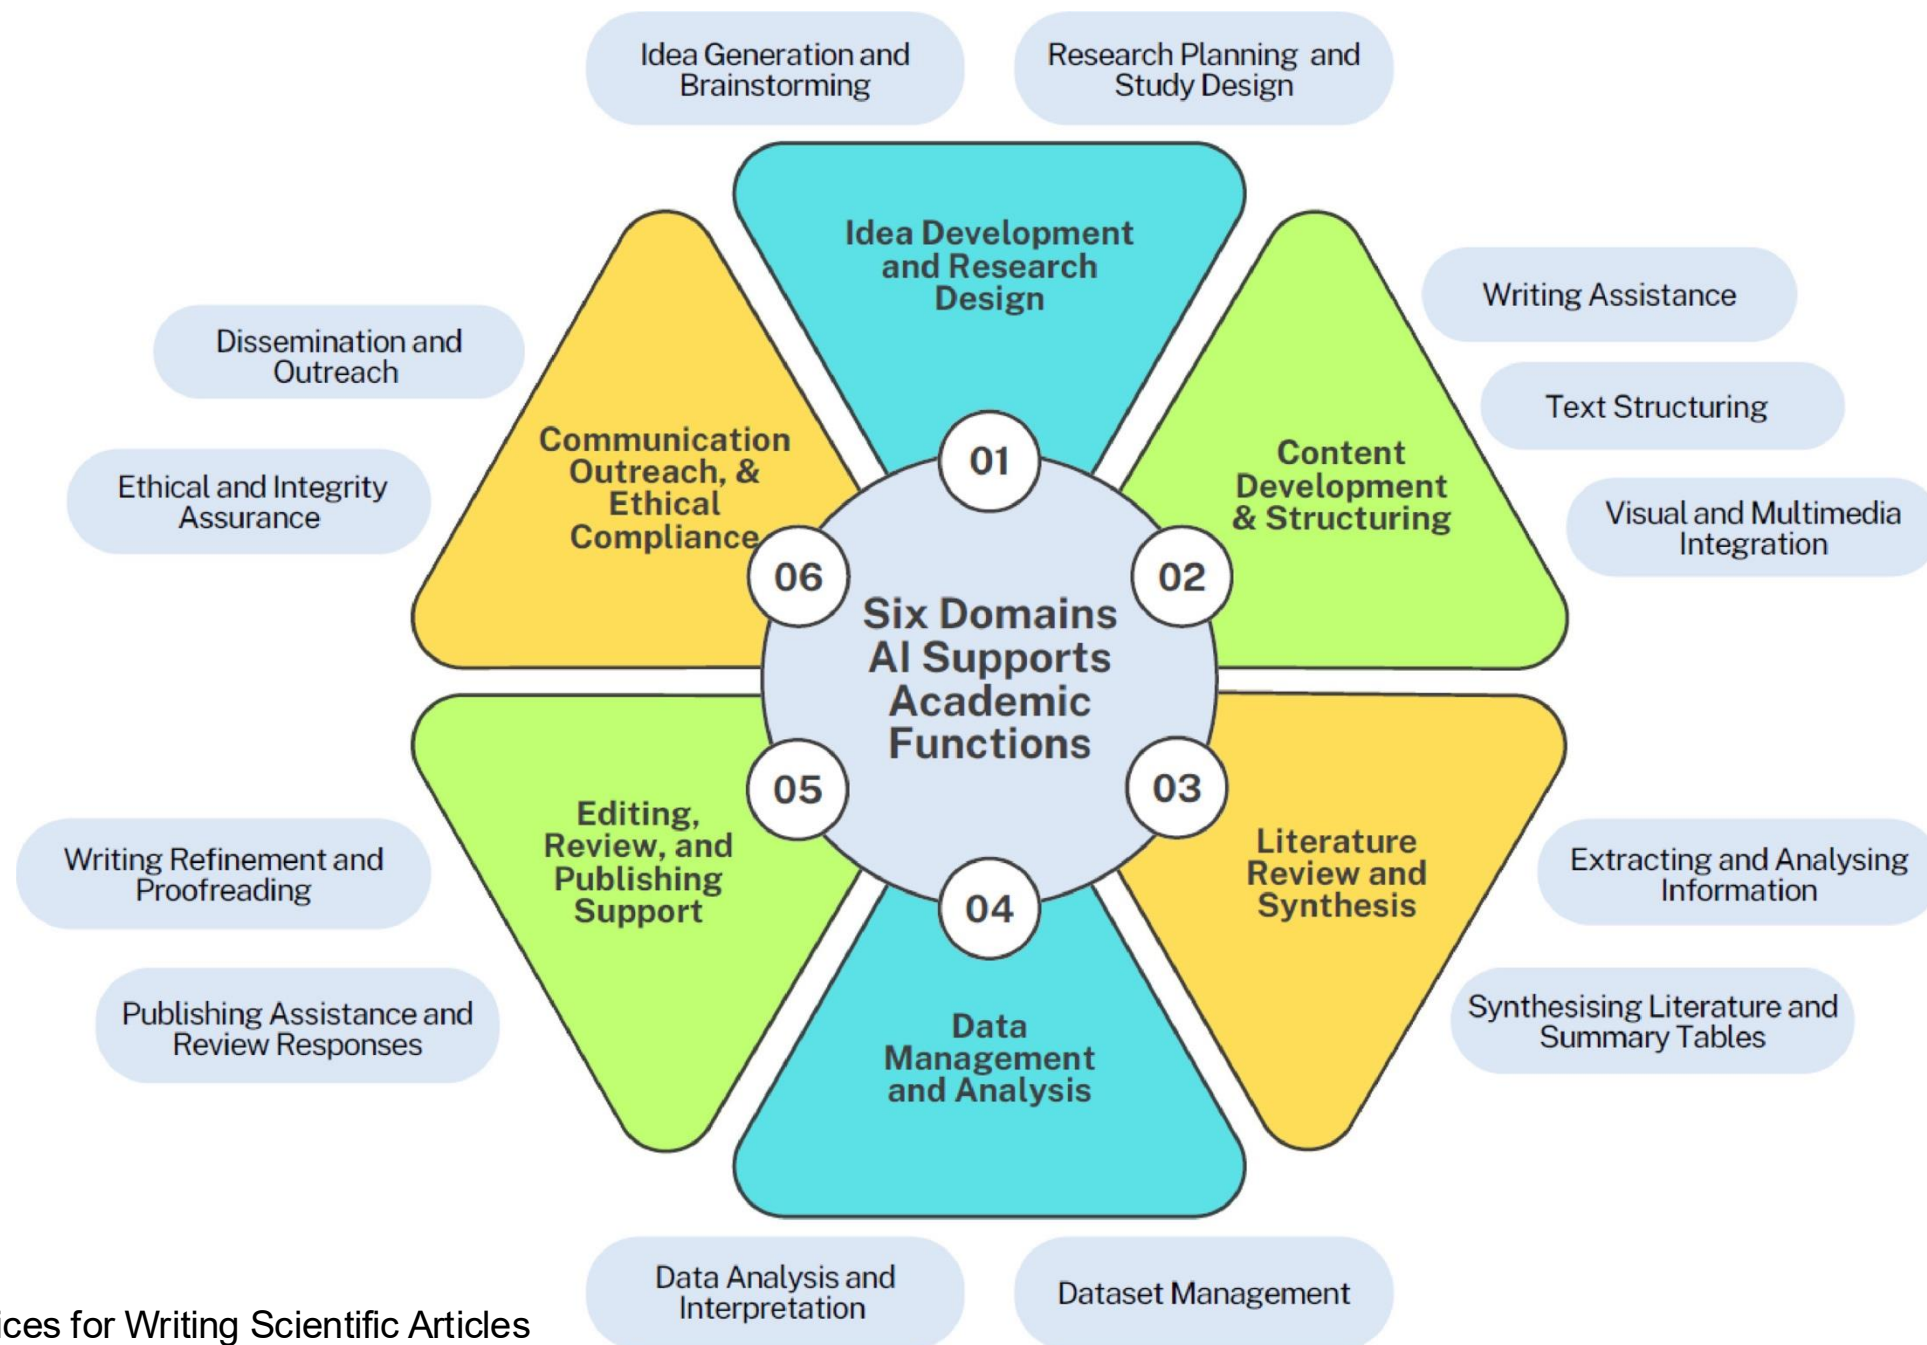 Idea Generation and
Brainstorming
Research Planning and
Study Design
Idea Development
and Research
Design
01
Writing Assistance
Text Structuring
Visual and Multimedia
Integration
Content
Development
& Structuring
02
Dissemination and
Outreach
Ethical and Integrity
Assurance
Communication
Outreach, &
Ethical
Compliance
06
Six Domains
AI Supports
Academic
Functions
03
Literature
Review and
Synthesis
Extracting and Analysing
Information
Synthesising Literature and
Summary Tables
05
Editing,
Review, and
Publishing
Support
Writing Refinement and
Proofreading
Publishing Assistance and
Review Responses
04
Data
Management
and Analysis
Data Analysis and
Interpretation
Dataset Management
for Writing Scientific Articles